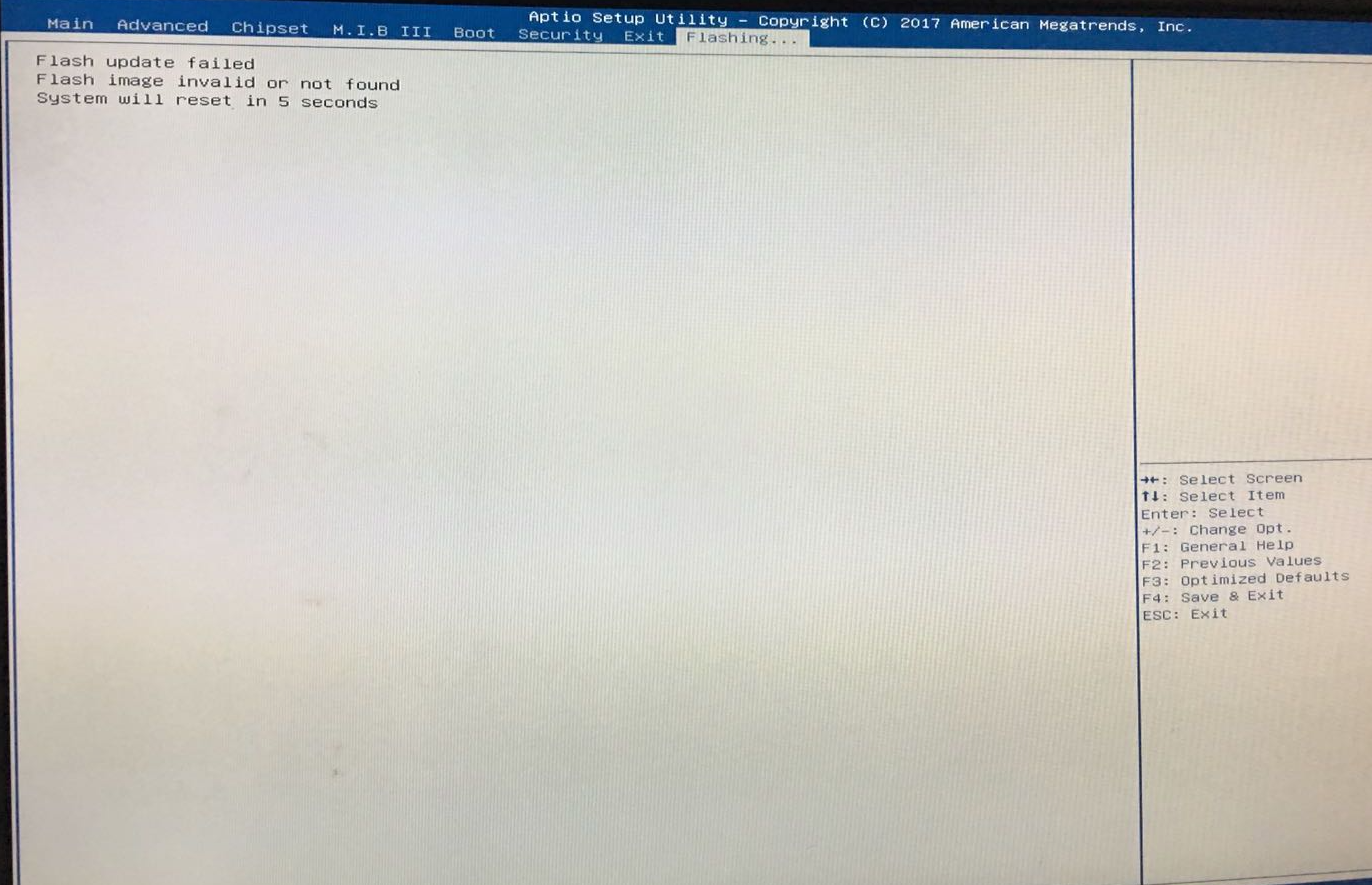 Aptio Setup Utility – Copyright (C) 2017 American Megatrends, Inc.
Main Advanced Chipset M.I.B III Boot Security Exit Flashing...
Flash update failed
Flash image invalid or not found
System will reset in 5 seconds
→←: Select Screen
↑↓: Select Item
Enter: Select
+/-: Change Opt.
F1: General Help
F2: Previous Values
F3: Optimized Defaults
F4: Save & Exit
ESC: Exit